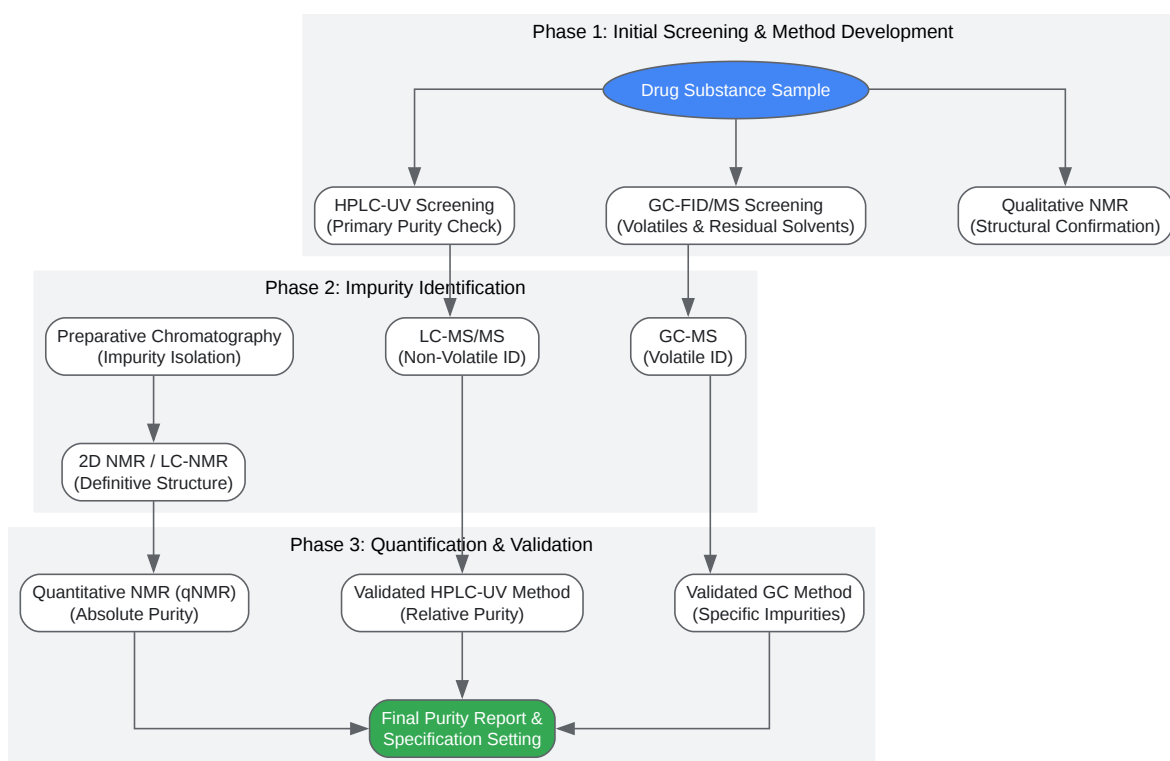 Phase 1: Initial Screening & Method Development
Drug Substance Sample
HPLC-UV Screening
(Primary Purity Check)
GC-FID/MS Screening
(Volatiles & Residual Solvents)
Qualitative NMR
(Structural Confirmation)
Phase 2: Impurity Identification
Preparative Chromatography
(Impurity Isolation)
LC-MS/MS
(Non-Volatile ID)
GC-MS
(Volatile ID)
2D NMR / LC-NMR
(Definitive Structure)
Phase 3: Quantification & Validation
Quantitative NMR (qNMR)
(Absolute Purity)
Validated HPLC-UV Method
(Relative Purity)
Validated GC Method
(Specific Impurities)
Final Purity Report &
Specification Setting